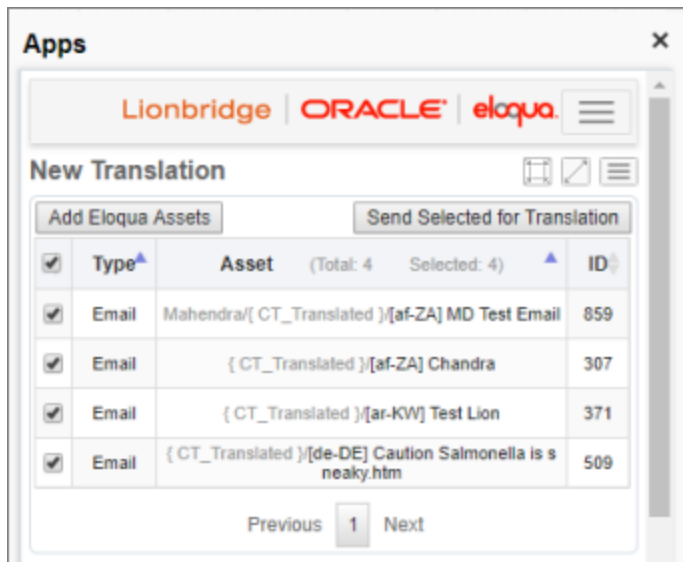 Apps
Lionbridge | ORACLE | eloqua.
New Translation
Add Eloqua Assets Send Selected for Translation
Type Asset (Total: 4 Selected: 4) ID
Email Mahendra/{ CT_Translated }/[af-ZA] MD Test Email 859
Email { CT_Translated }/[af-ZA] Chandra 307
Email { CT_Translated }/[ar-KW] Test Lion 371
Email { CT_Translated }/[de-DE] Caution Salmonella is s
neaky.htm 509
Previous 1 Next